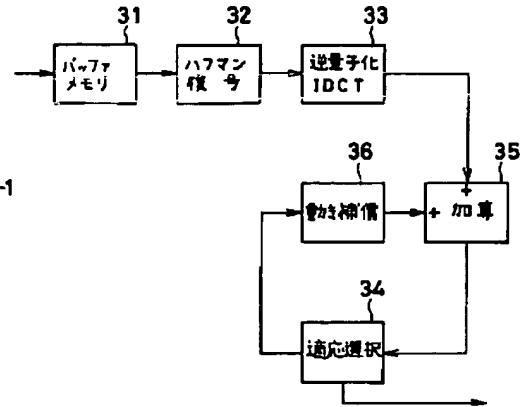 31
32
33
バッファ
メモリ
ハフマン
復号
逆量子化
IDCT
36
35
-1
動き補償
+
+
加算
34
適応選択